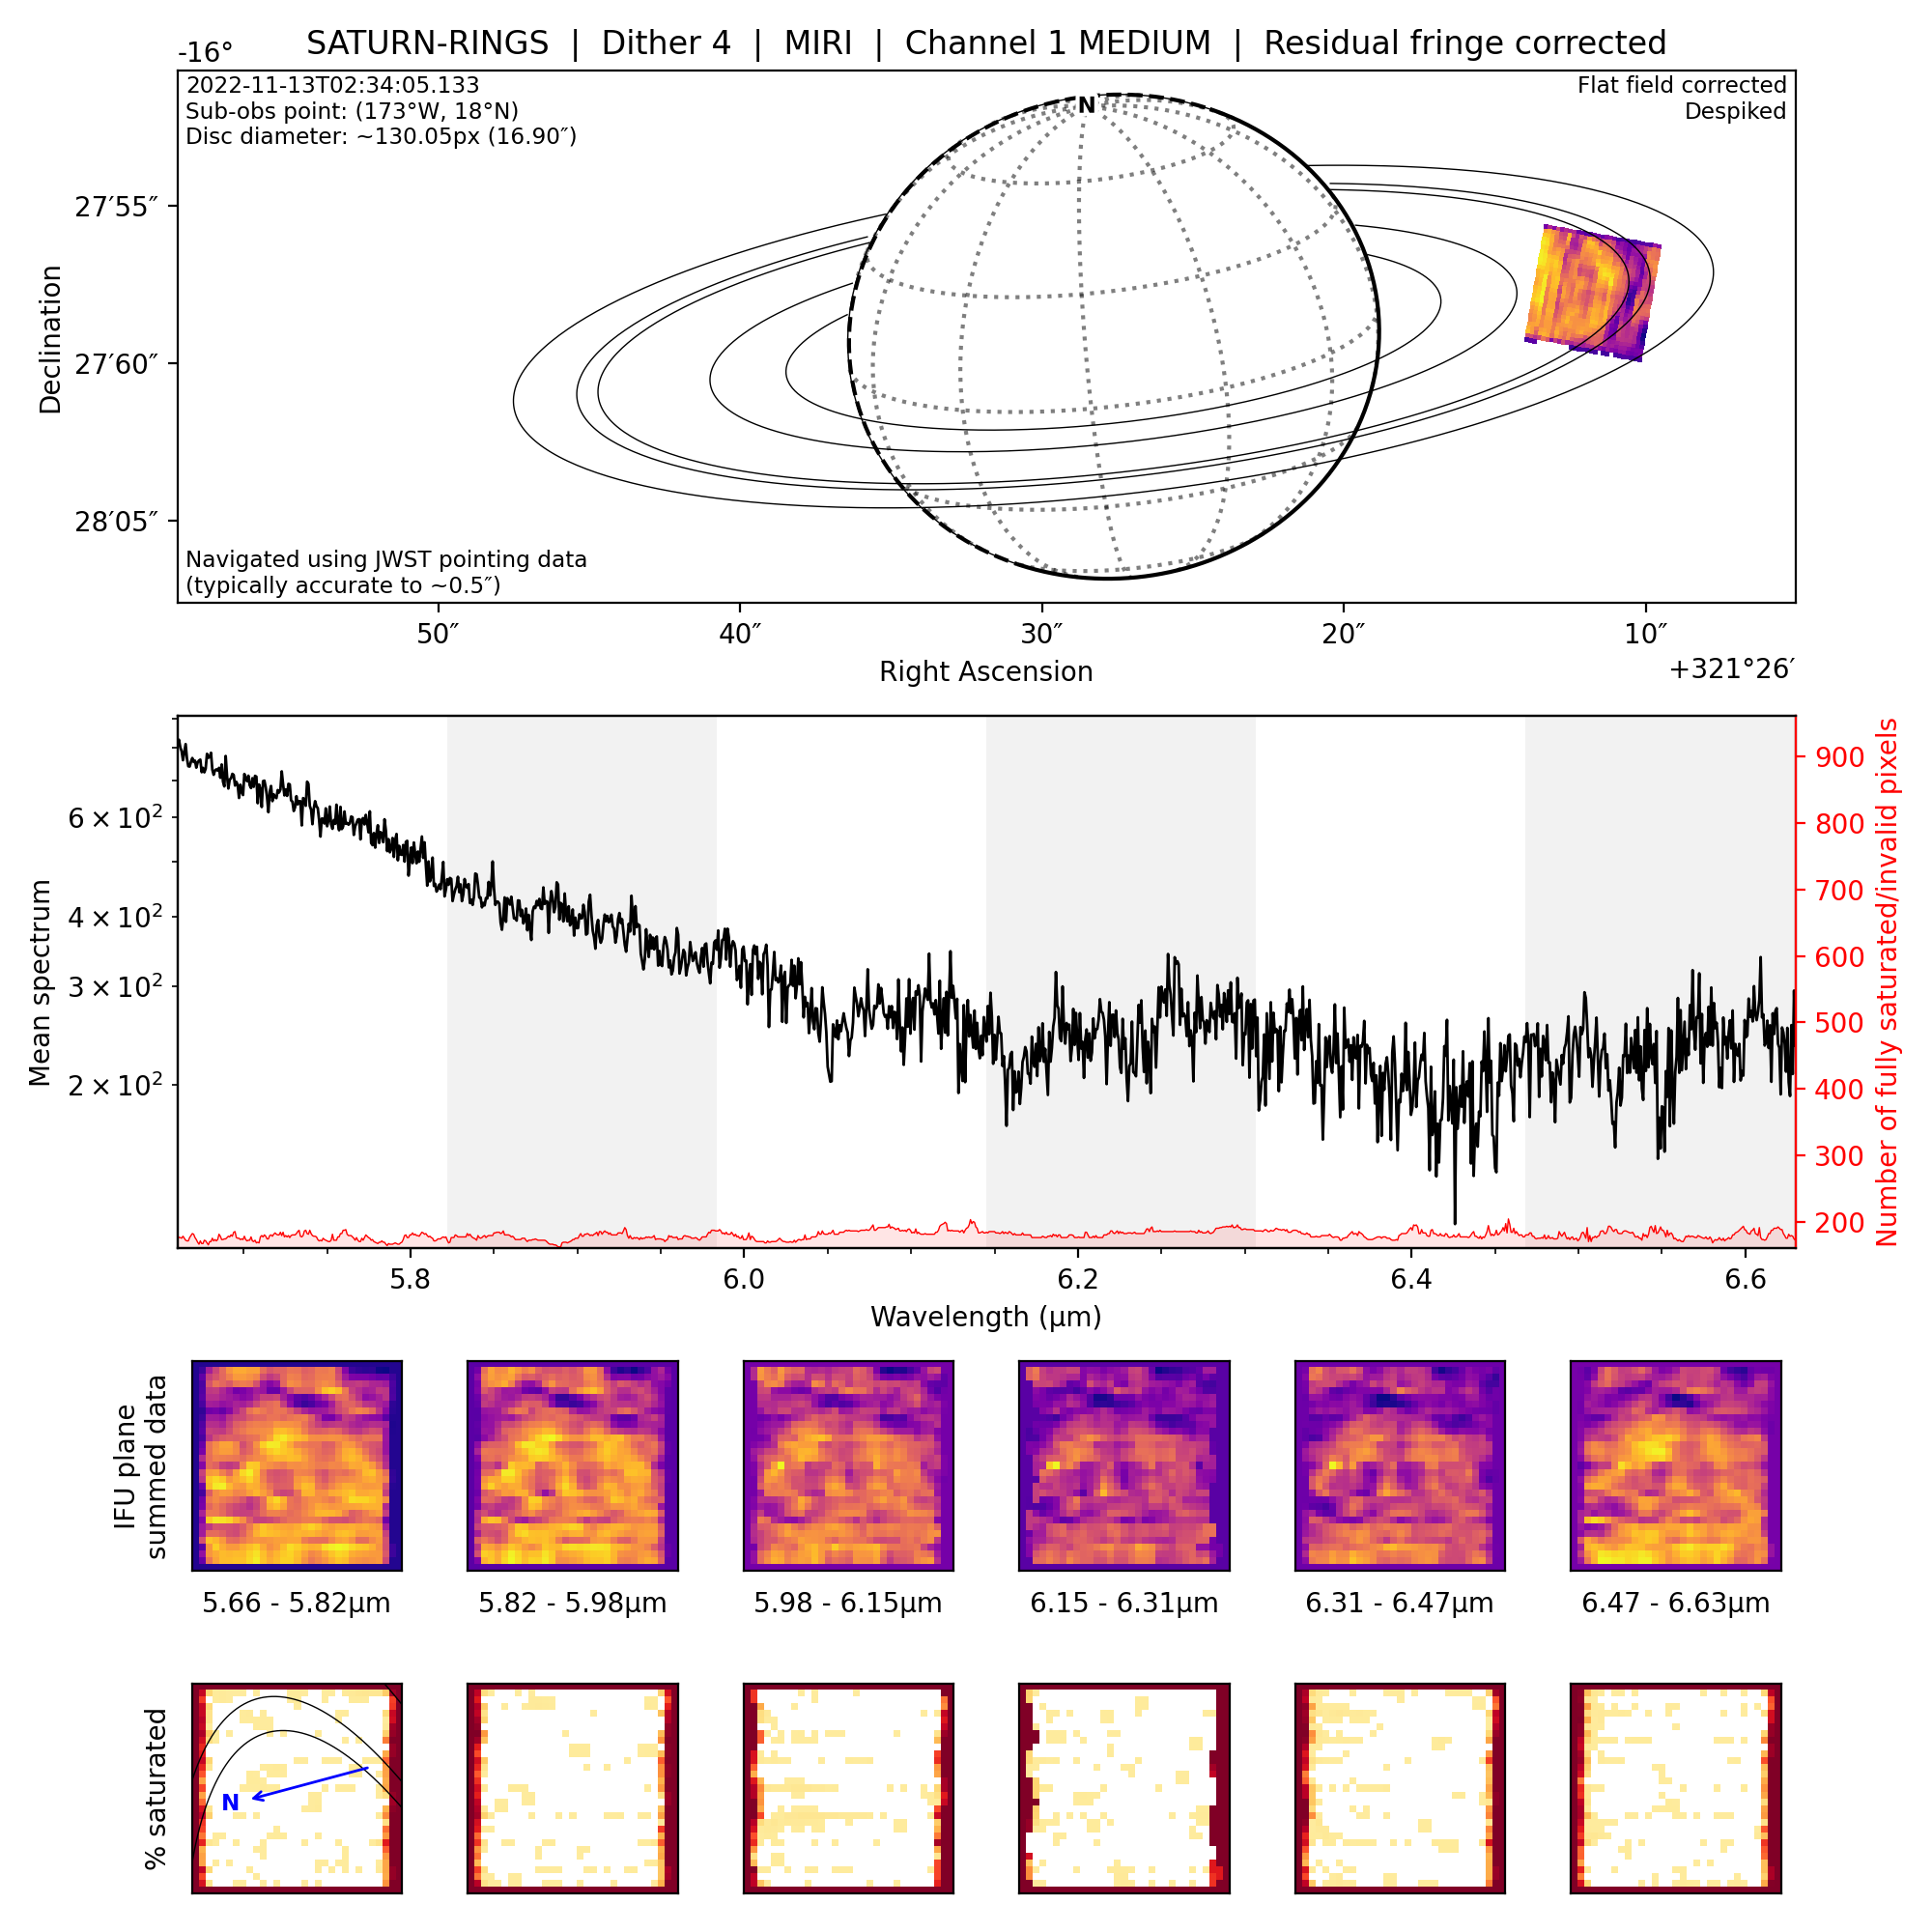 SATURN-RINGS | Dither 4 | MIRI | Channel 1 MEDIUM | Residual fringe corrected
-16°
2022-11-13T02:34:05.133
Sub-obs point: (173°W, 18°N)
Disc diameter: ~130.05px (16.90″)
Flat field corrected
Despiked
N
Declination
27′55″
27′60″
28′05″
Navigated using JWST pointing data
(typically accurate to ~0.5″)
50″ 40″ 30″ 20″ 10″
Right Ascension
+321°26′
Mean spectrum
6 × 10²
4 × 10²
3 × 10²
2 × 10²
Number of fully saturated/invalid pixels
900
800
700
600
500
400
300
200
5.8 6.0 6.2 6.4 6.6
Wavelength (µm)
IFU plane
summed data
5.66 - 5.82µm 5.82 - 5.98µm 5.98 - 6.15µm 6.15 - 6.31µm 6.31 - 6.47µm 6.47 - 6.63µm
% saturated
N